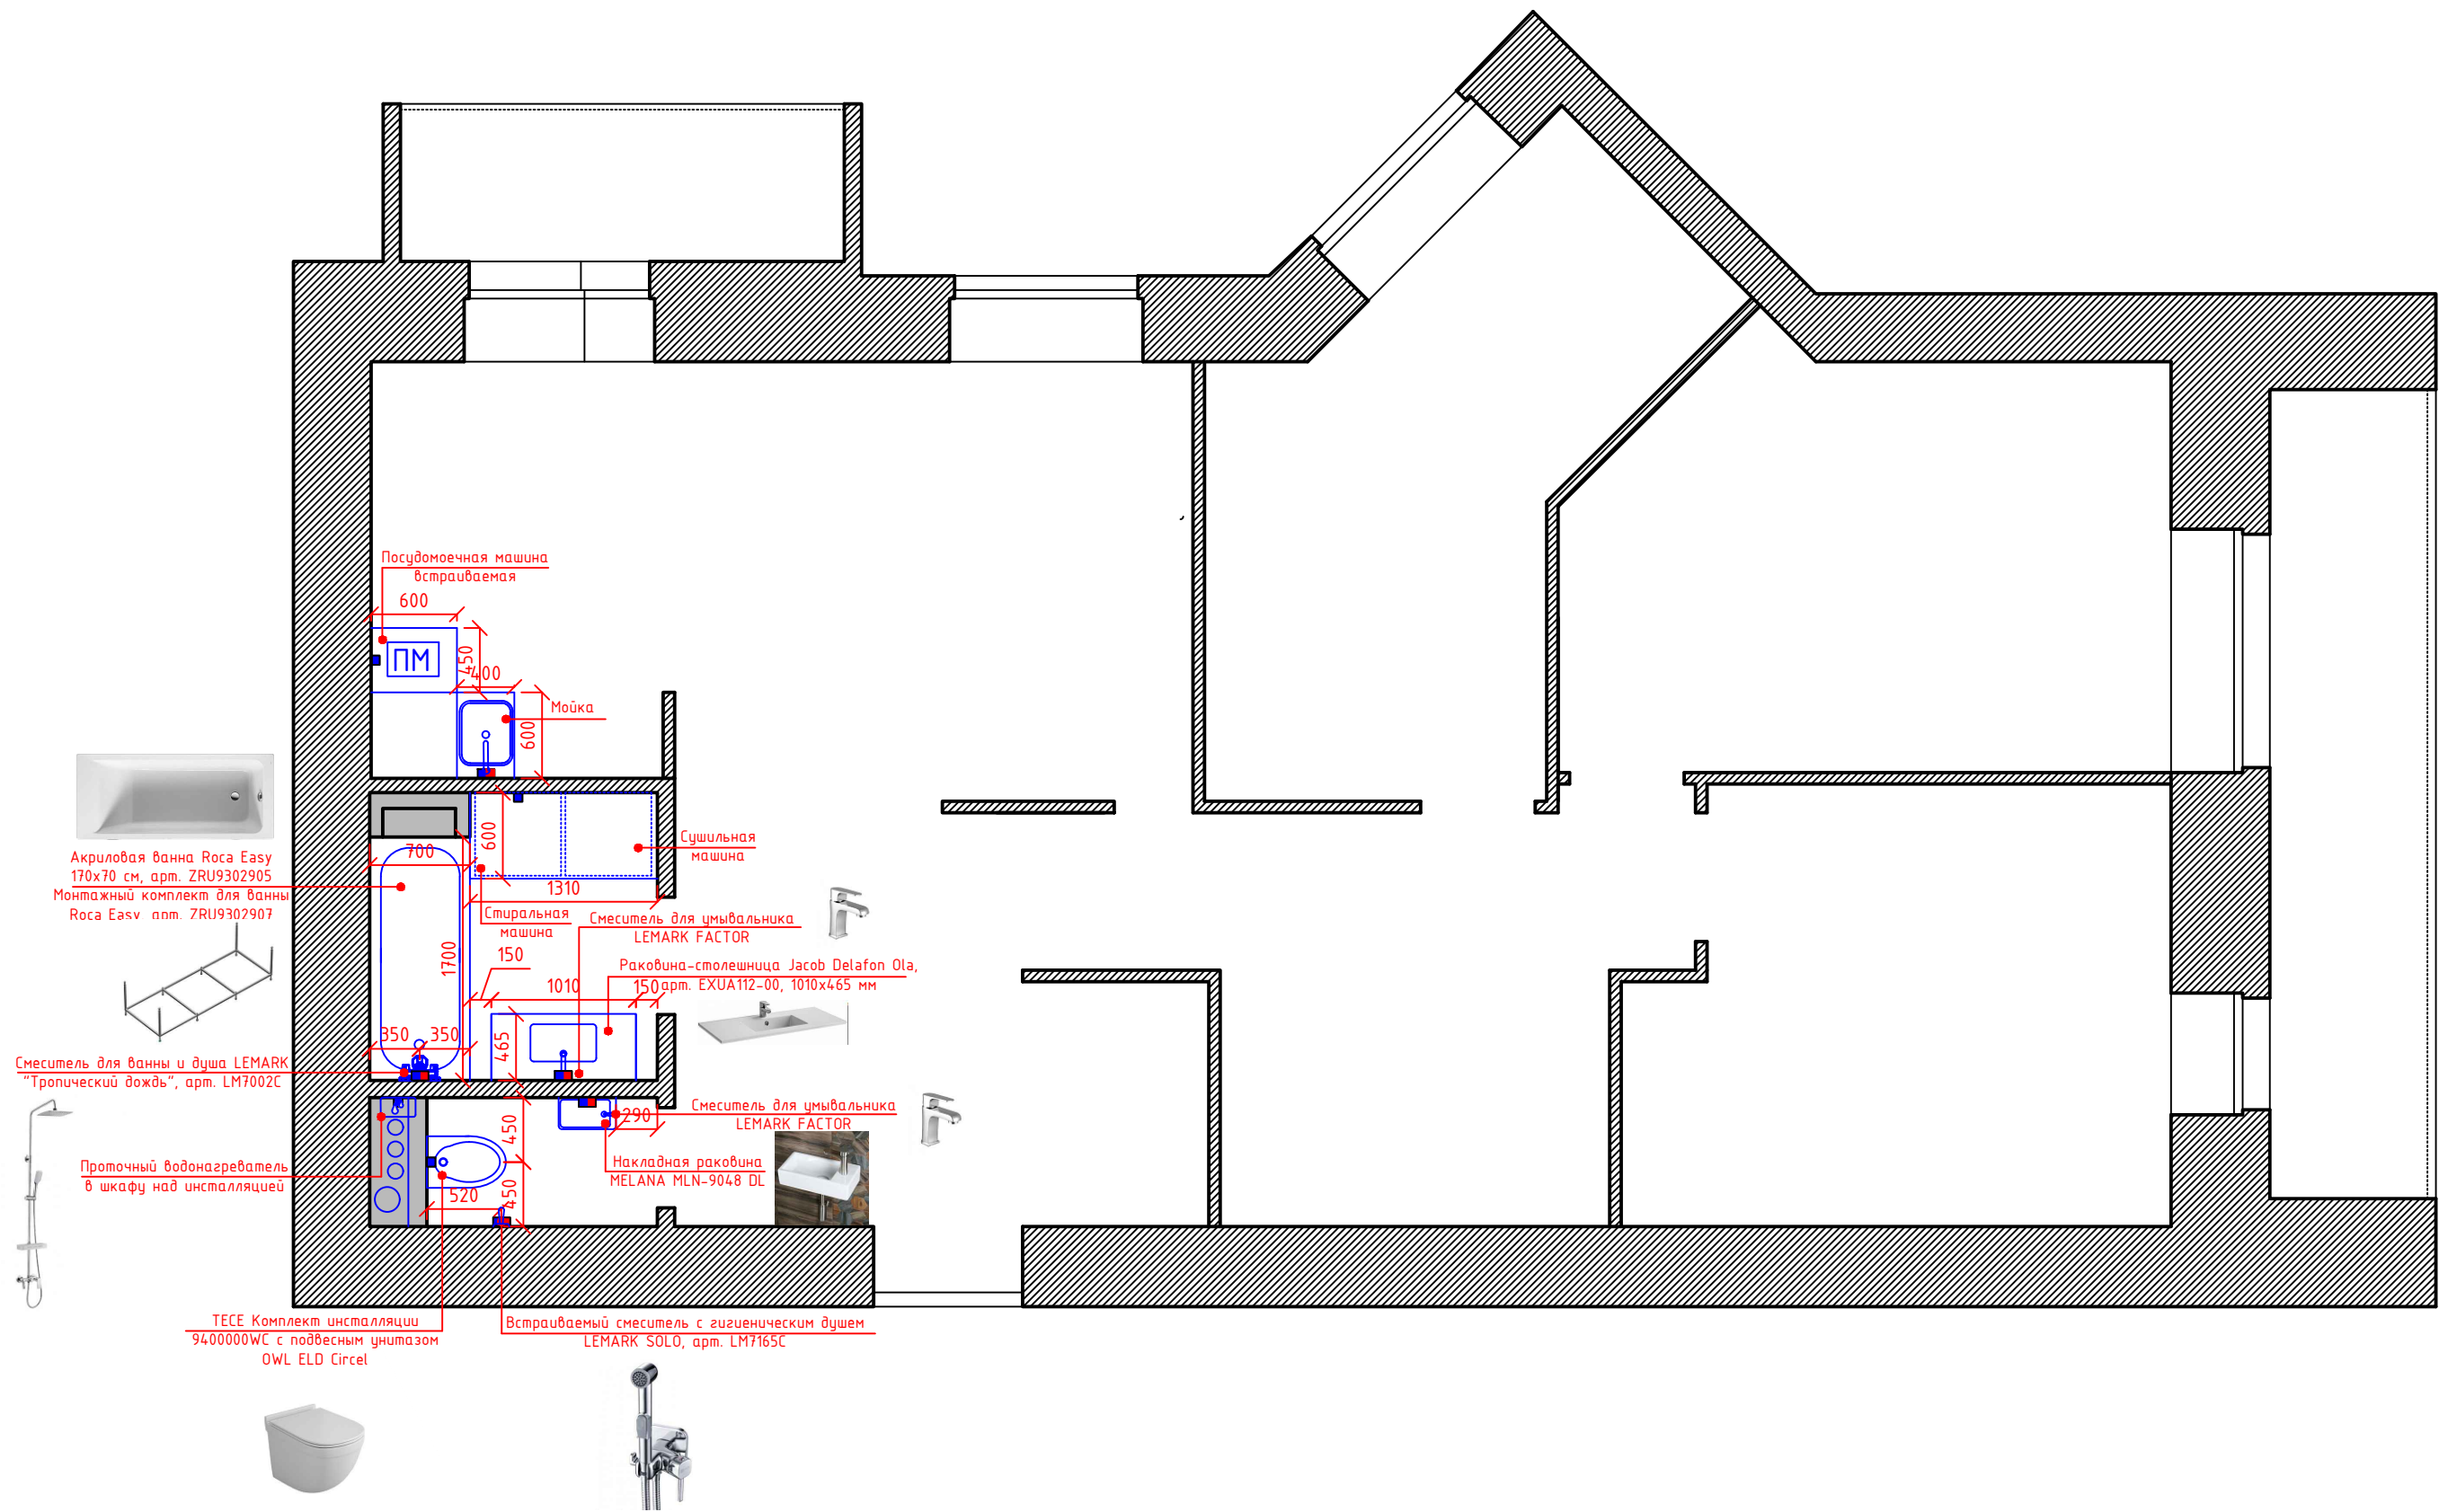 Посудомоечная машина
встраиваемая
600
ПМ
450
400
Мойка
600
Акриловая ванна Roca Easy
170х70 см, арт. ZRU9302905
Монтажный комплект для ванны
Roca Easy, арт. ZRU9302907
700
600
Сушильная
машина
1310
Стиральная
машина
Смеситель для умывальника
LEMARK FACTOR
1700
150
Раковина-столешница Jacob Delafon Ola,
арт. EXUA112-00, 1010х465 мм
1010
150
350
350
465
Смеситель для ванны и душа LEMARK
"Тропический дождь", арт. LM7002C
450
290
Смеситель для умывальника
LEMARK FACTOR
Проточный водонагреватель
в шкафу над инсталляцией
Накладная раковина
MELANA MLN-9048 DL
520
450
TECE Комплект инсталляции
9400000WC с подвесным унитазом
OWL ELD Circel
Встраиваемый смеситель с гигиеническим душем
LEMARK SOLO, арт. LM7165C